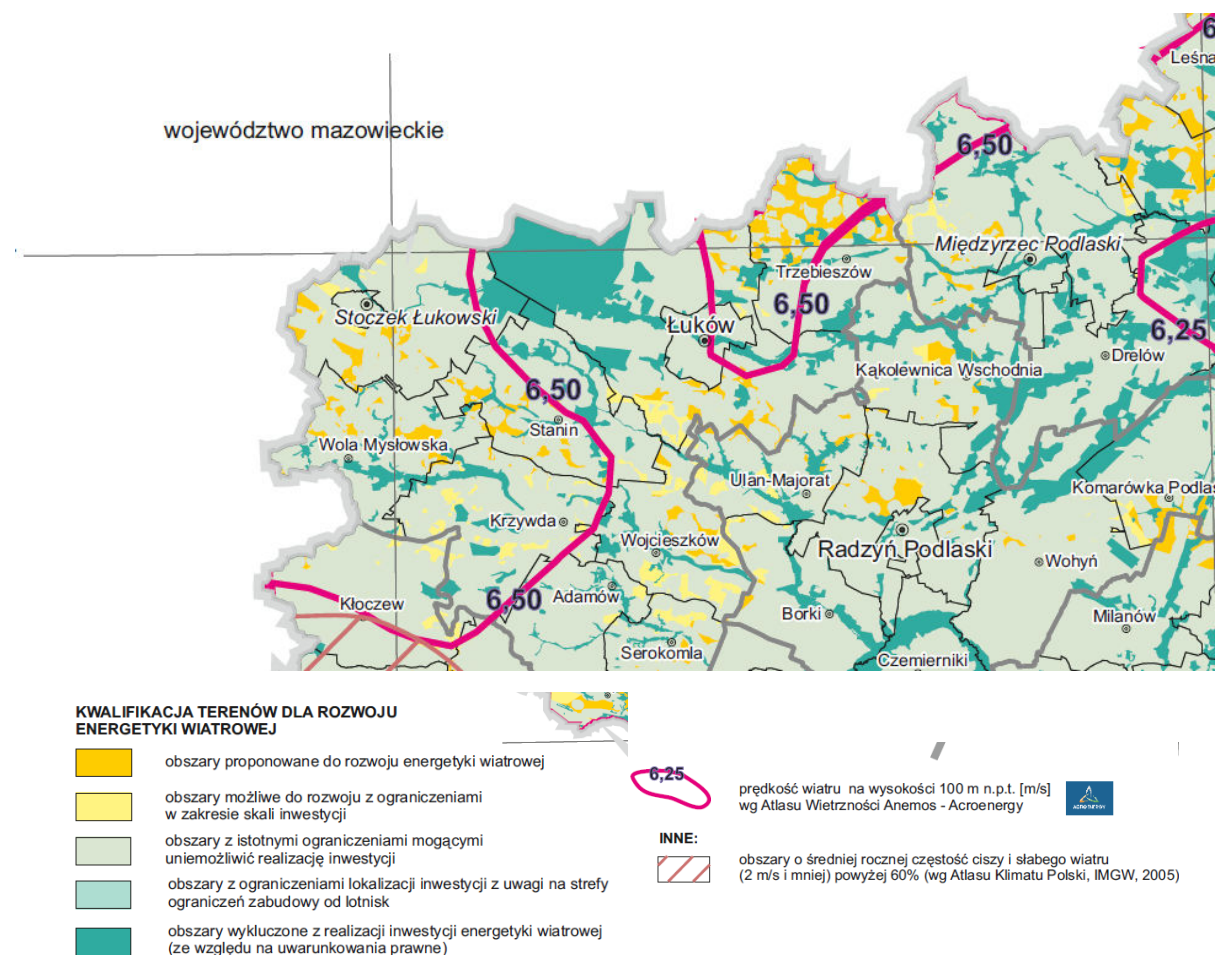 6
Leśna
województwo mazowieckie
6,50
Międzyrzec Rodlaski
Trzebieszów
6,50
Stoczek Łukowski
Łuków
6,25
Drelów
Kąkolewnica Wschodnia
6,50
Stanin
Wola Mysłowska
Ulan-Majorat
Komarówka Podlas
Krzywda
Wojcieszków
Radzyń Podlaski
Wohyń
Kłoczew
6,50
Adamów
Borki
Milanów
Serokomla
Czemierniki
KWALIFIKACJA TERENÓW DLA ROZWOJU
ENERGETYKI WIATROWEJ
obszary proponowane do rozwoju energetyki wiatrowej
obszary możliwe do rozwoju z ograniczeniami
w zakresie skali inwestycji
obszary z istotnymi ograniczeniami mogącymi
uniemożliwić realizację inwestycji
obszary z ograniczeniami lokalizacji inwestycji z uwagi na strefy
ograniczeń zabudowy od lotnisk
obszary wykluczone z realizacji inwestycji energetyki wiatrowej
(ze względu na uwarunkowania prawne)
6,25
prędkość wiatru na wysokości 100 m n.p.t. [m/s]
wg Atlasu Wietrzności Anemos - Acroenergy
ACROENERGY
INNE:
obszary o średniej rocznej częstość ciszy i słabego wiatru
(2 m/s i mniej) powyżej 60% (wg Atlasu Klimatu Polski, IMGW, 2005)